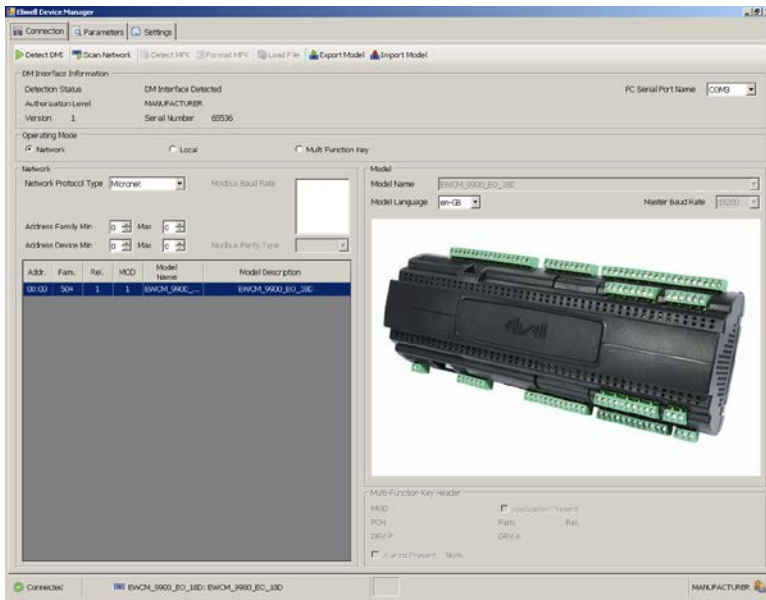 Eliwell Device Manager
Connection Parameters Settings
Detect DMI Scan Network Detect MFK Format MFK Load File Export Model Import Model
DM Interface Information
Detection Status DM Interface Detected PC Serial Port Name COM3
Authorisation Level MANUFACTURER
Version 1 Serial Number 65536
Operating Mode
Network Local Multi Function Key
Network Model
Network Protocol Type Micronet Modbus Baud Rate Model Name EWCM_9900_EO_18D
Model Language en-GB Master Baud Rate 19200
Address Family Min 0 Max 0
Address Device Min 0 Max 0 Modbus Parity Type
Addr. Fam. Rel. MOD Model Name Model Description
00:00 504 1 1 EWCM_9900_... EWCM_9900_EO_18D
eliwell
Multi-Function-Key Header
MOD Application Present
PCH Fam. Rel.
DRV-P DRV-A
Alarms Present Num.
Connected EWCM_9900_EO_18D: EWCM_9900_EO_18D MANUFACTURER